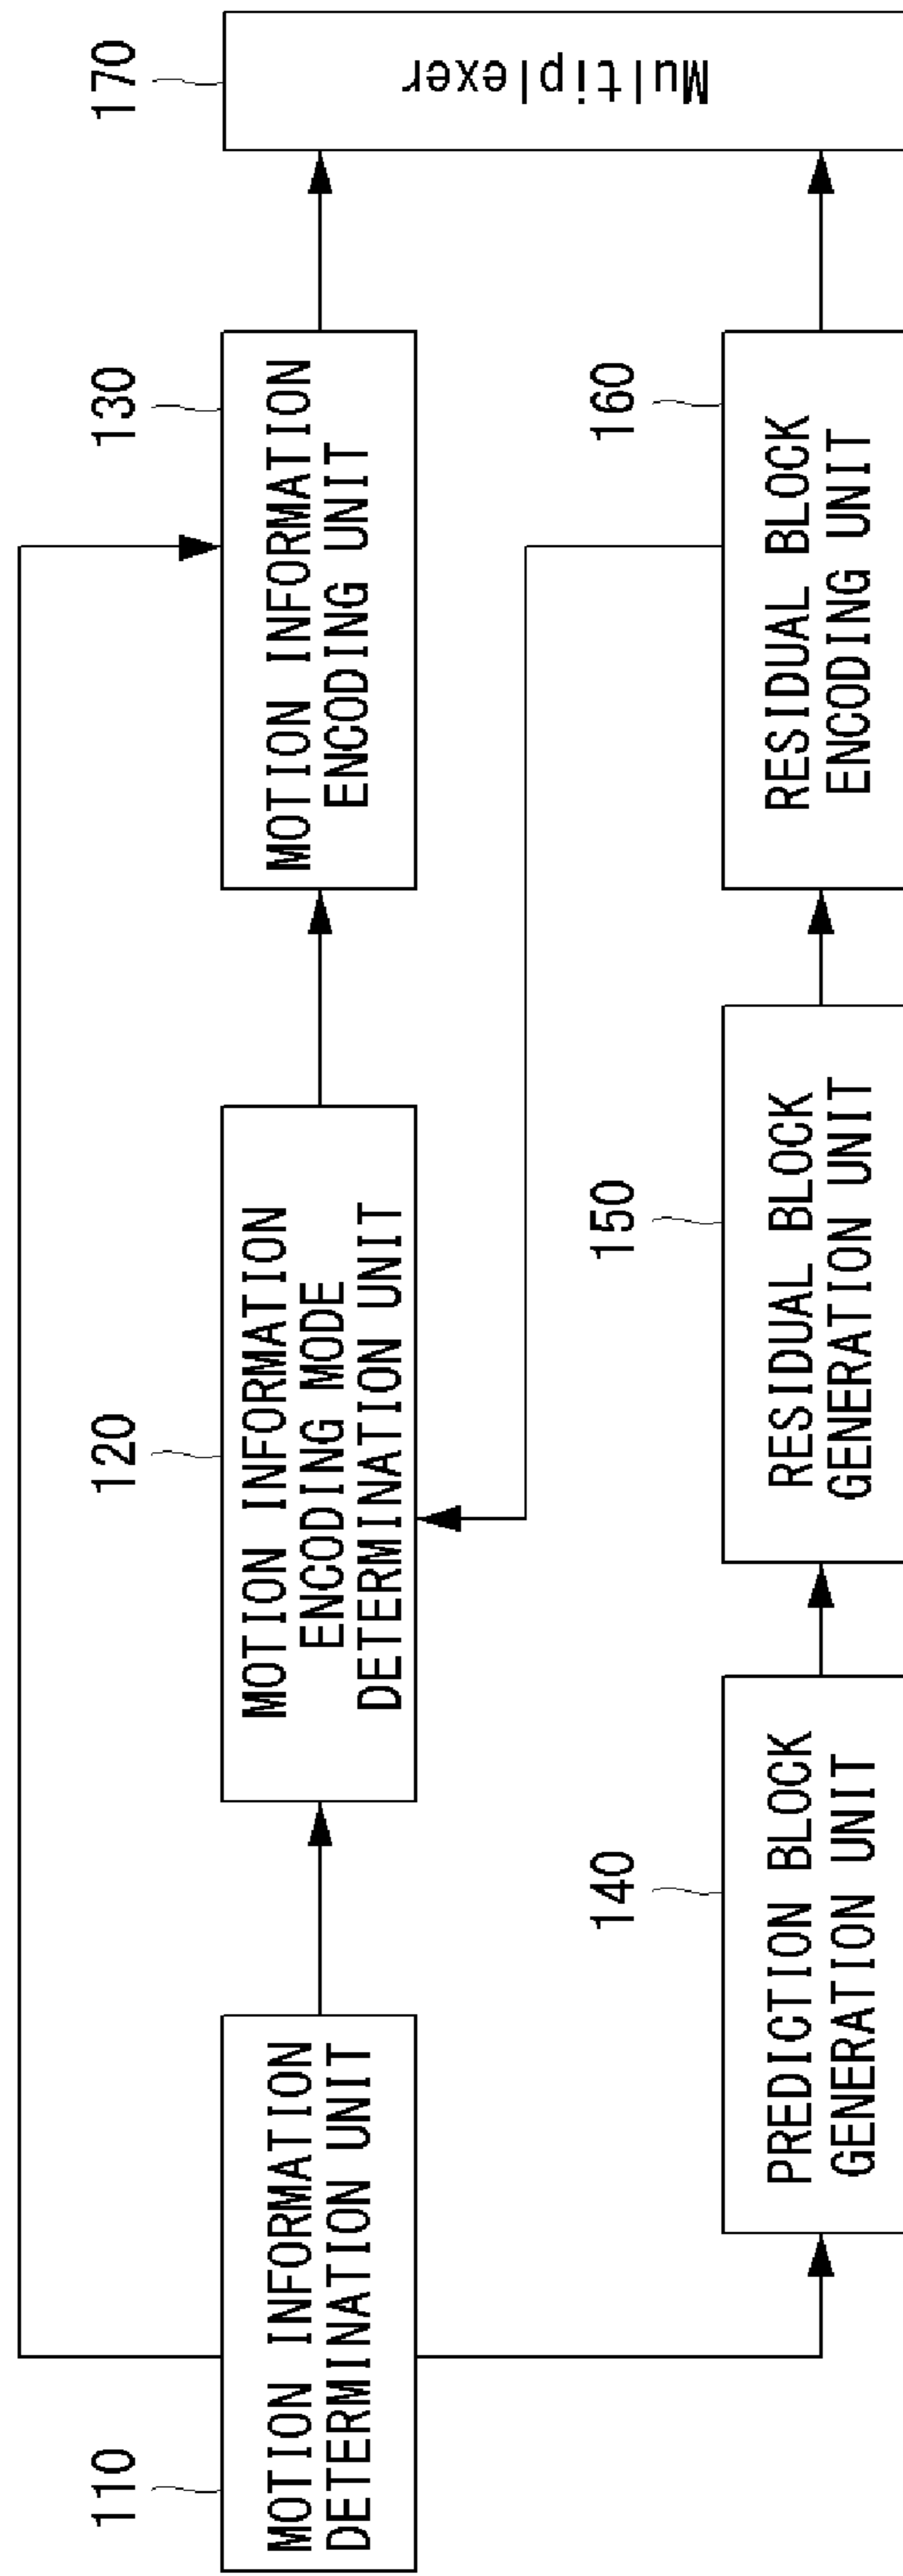 110
MOTION INFORMATION
DETERMINATION UNIT
120
MOTION INFORMATION
ENCODING MODE
DETERMINATION UNIT
130
MOTION INFORMATION
ENCODING UNIT
170
Multiplexer
140
PREDICTION BLOCK
GENERATION UNIT
150
RESIDUAL BLOCK
GENERATION UNIT
160
RESIDUAL BLOCK
ENCODING UNIT